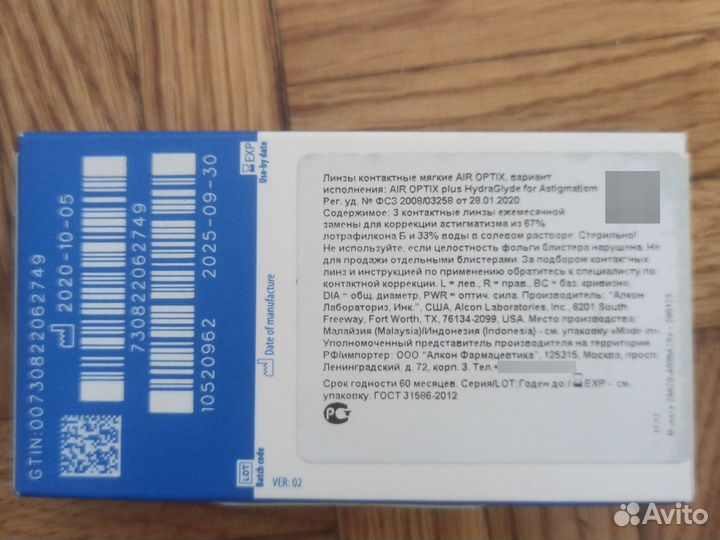 GTIN:00730822062749
2020-10-05
730822062749
2025-09-30
10520962
EXP
Use-by date
Date of manufacture
LOT
Batch code
VER: 02
Линзы контактные мягкие AIR OPTIX, вариант
исполнения: AIR OPTIX plus HydraGlyde for Astigmatism
Рег. уд. № ФСЗ 2008/03258 от 28.01.2020
Содержимое: 3 контактные линзы ежемесячной
замены для коррекции астигматизма из 67%
лотрафилкона Б и 33% воды в солевом растворе. Стерильно!
Не используйте, если целостность фольги блистера нарушена. Не
для продажи отдельными блистерами. За подбором контактных
линз и инструкцией по применению обратитесь к специалисту по
контактной коррекции. L = лев., R = прав., BC = баз. кривизна,
DIA = общ. диаметр, PWR = оптич. сила. Производитель: "Алкон
Лабораториз, Инк.", США, Alcon Laboratories, Inc., 6201 South
Freeway, Fort Worth, TX, 76134-2099, USA. Место производства:
Малайзия (Malaysia)/Индонезия (Indonesia) - см. упаковку «Made in»
Уполномоченный представитель производителя на территории
РФ/импортер: ООО "Алкон Фармацевтика", 125315, Москва, просп.
Ленинградский, д. 72, корп. 3. Тел.+
Срок годности 60 месяцев. Серия/LOT; Годен до / EXP - см.
упаковку. ГОСТ 31586-2012
РС
Avito